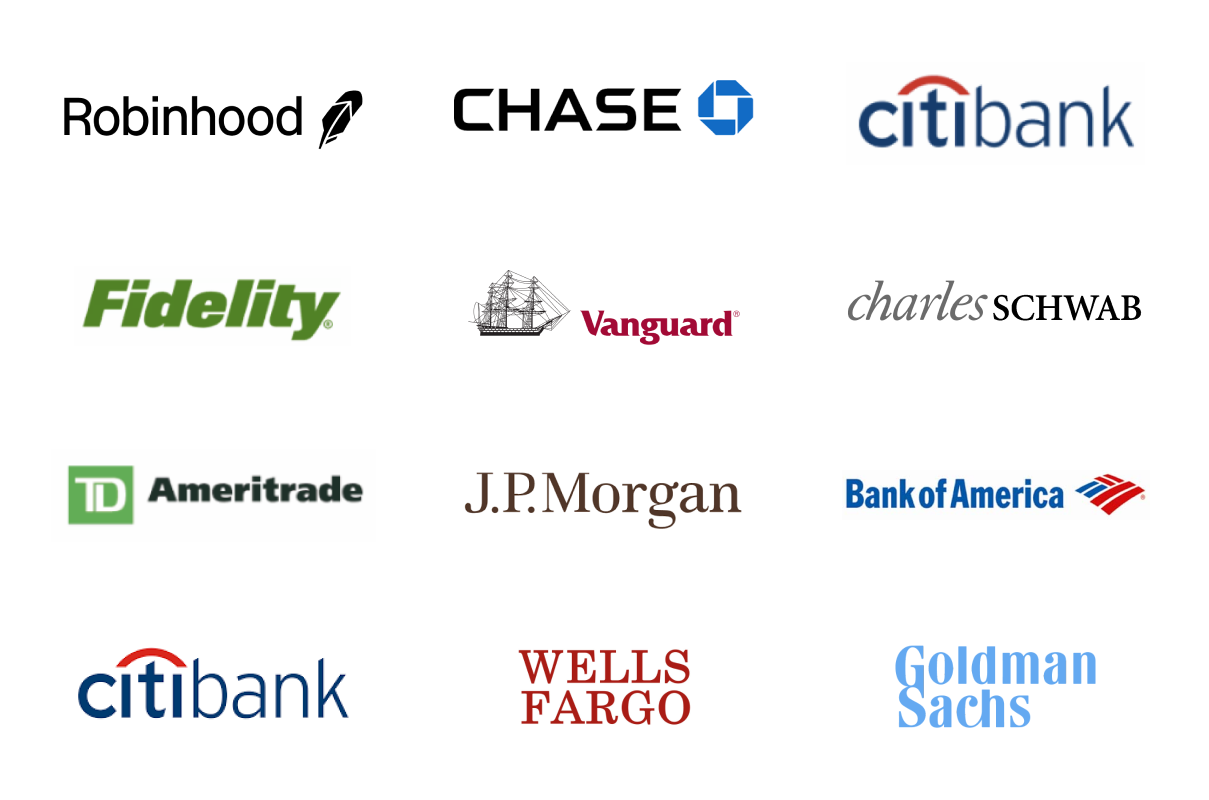 Robinhood
CHASE
citibank
Fidelity®
Vanguard®
charles SCHWAB
TD Ameritrade
J.P.Morgan
Bank of America®
citibank
WELLS
FARGO
Goldman
Sachs